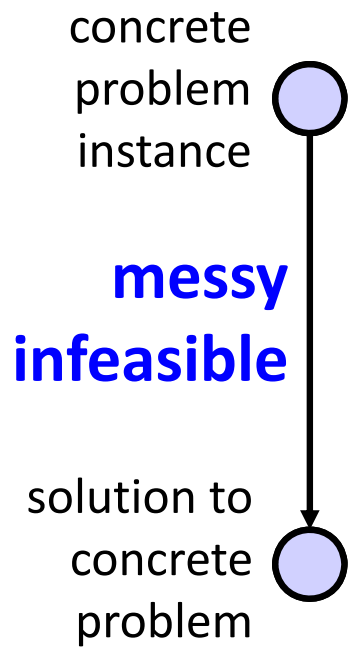 concrete
problem
instance
messy
infeasible
solution to
concrete
problem